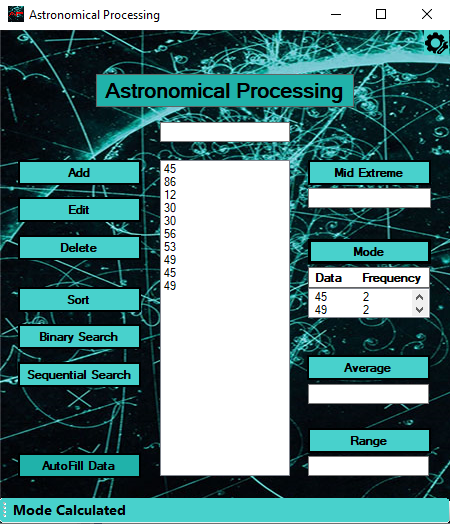 Astronomical Processing
Astronomical Processing
Add
Edit
Delete
Sort
Binary Search
Sequential Search
AutoFill Data
45
86
12
30
30
56
53
49
45
49
Mid Extreme
Mode
Data Frequency
45 2
49 2
Average
Range
Mode Calculated